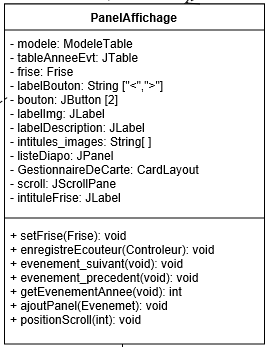 PanelAffichage
- modele: ModeleTable
- tableAnneeEvt: JTable
- frise: Frise
- labelBouton: String ["<",">"]
- bouton: JButton [2]
- labelImg: JLabel
- labelDescription: JLabel
- intitules_images: String[ ]
- listeDiapo: JPanel
- GestionnaireDeCarte: CardLayout
- scroll: JScrollPane
- intituleFrise: JLabel
+ setFrise(Frise): void
+ enregistreEcouteur(Controleur): void
+ evenement_suivant(void): void
+ evenement_precedent(void): void
+ getEvenementAnnee(void): int
+ ajoutPanel(Evenemet): void
+ positionScroll(int): void